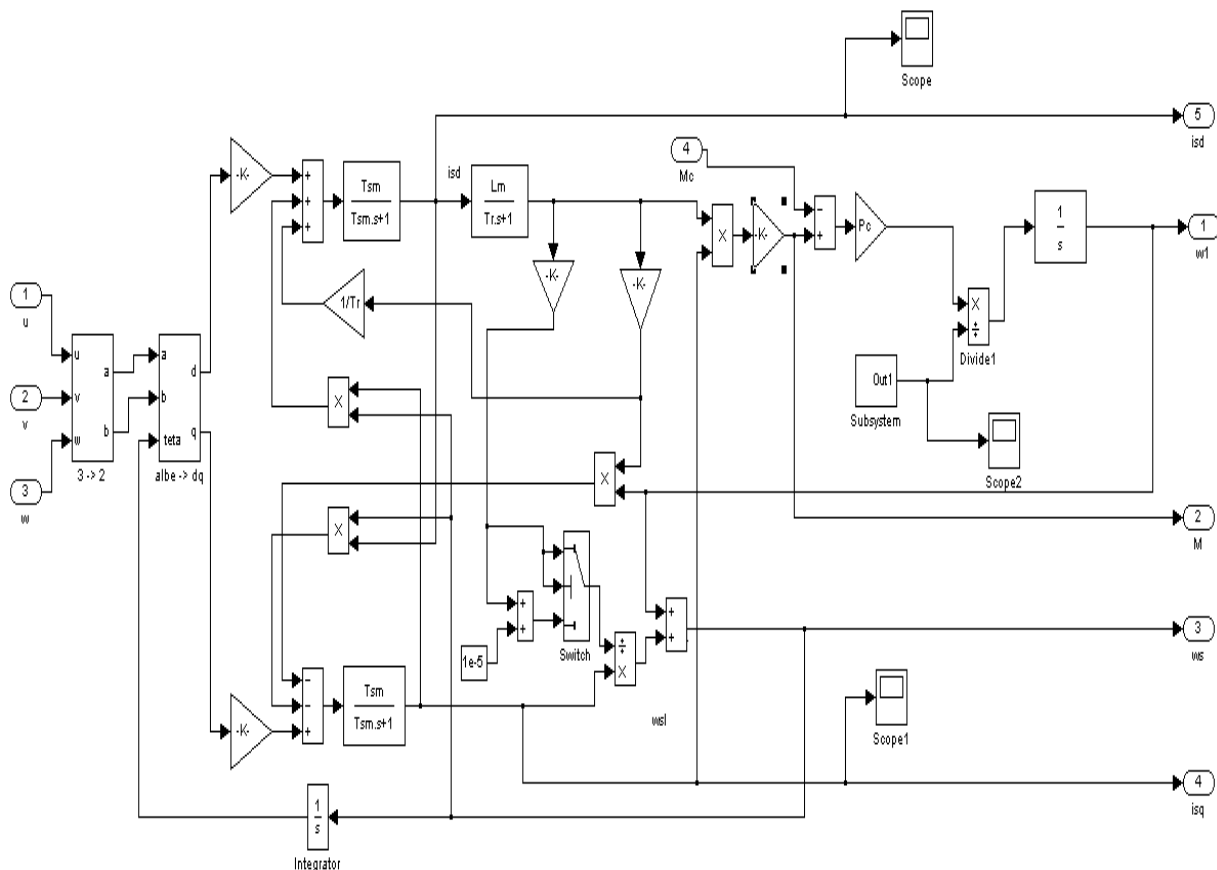 Scope
5
isd
-K-
+
+
+
Tsm
Tsm.s+1
isd
Lm
Tr.s+1
4
Mc
X
-K-
-
+
Pc
1
s
1
w1
-K-
-K-
1/Tr
1
u
X
÷
Divide1
u
v
w
a
b
3 -> 2
a
b
teta
d
q
albe -> dq
2
v
3
w
X
Out1
Subsystem
Scope2
X
X
2
M
+
+
1e-5
Switch
÷
X
+
+
3
ws
wsl
-
-
+
Tsm
Tsm.s+1
-K-
Scope1
4
isq
1
s
Integrator